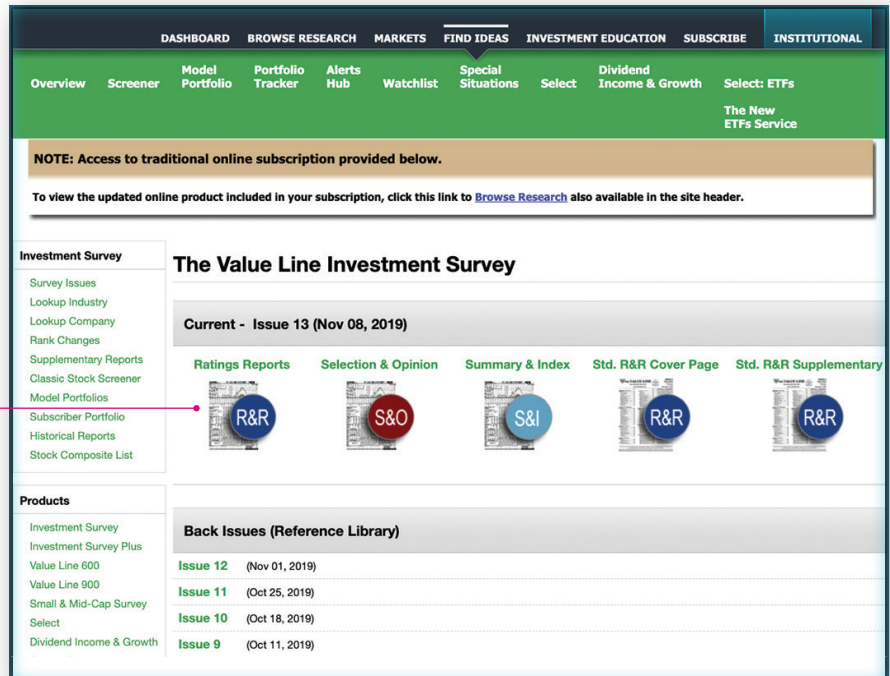 DASHBOARD BROWSE RESEARCH MARKETS FIND IDEAS INVESTMENT EDUCATION SUBSCRIBE INSTITUTIONAL
Overview Screener Model Portfolio Portfolio Tracker Alerts Hub Watchlist Special Situations Select Dividend Income & Growth Select: ETFs
The New ETFs Service
NOTE: Access to traditional online subscription provided below.
To view the updated online product included in your subscription, click this link to Browse Research also available in the site header.
Investment Survey
Survey Issues
Lookup Industry
Lookup Company
Rank Changes
Supplementary Reports
Classic Stock Screener
Model Portfolios
Subscriber Portfolio
Historical Reports
Stock Composite List
Products
Investment Survey
Investment Survey Plus
Value Line 600
Value Line 900
Small & Mid-Cap Survey
Select
Dividend Income & Growth
The Value Line Investment Survey
Current - Issue 13 (Nov 08, 2019)
Ratings Reports Selection & Opinion Summary & Index Std. R&R Cover Page Std. R&R Supplementary
R&R S&O S&I R&R R&R
Back Issues (Reference Library)
Issue 12 (Nov 01, 2019)
Issue 11 (Oct 25, 2019)
Issue 10 (Oct 18, 2019)
Issue 9 (Oct 11, 2019)